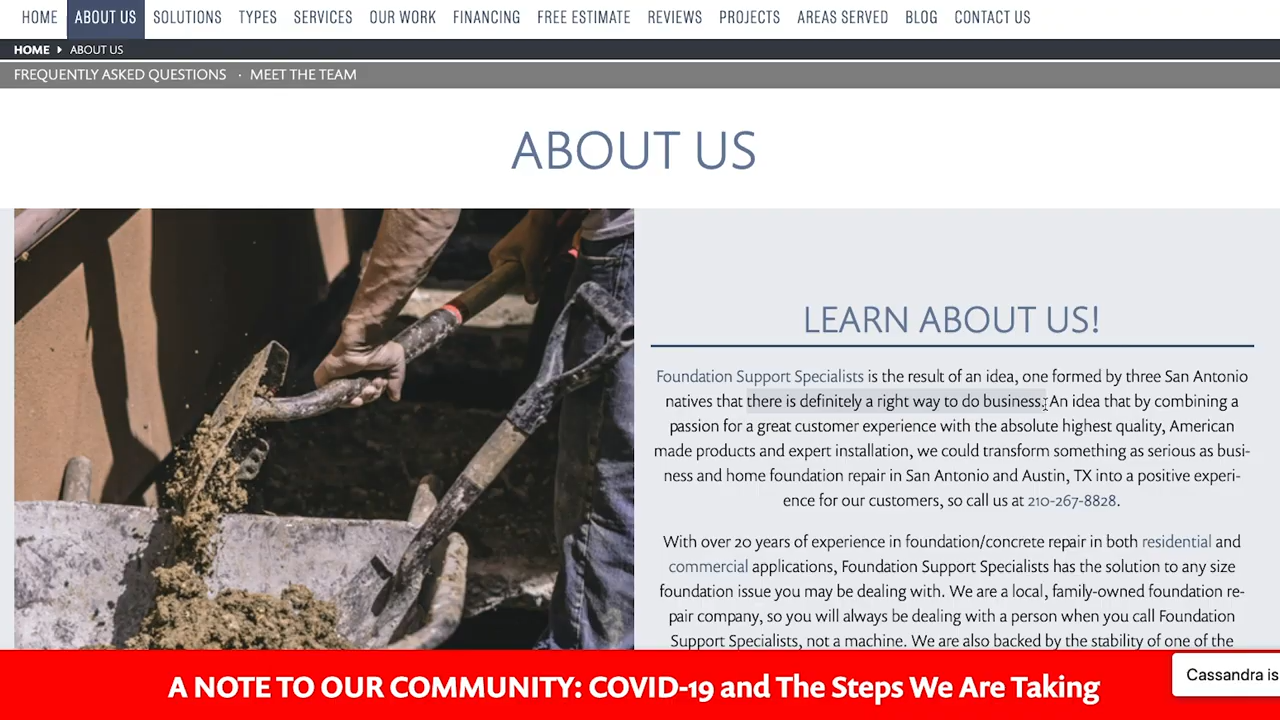 HOME ABOUT US SOLUTIONS TYPES SERVICES OUR WORK FINANCING FREE ESTIMATE REVIEWS PROJECTS AREAS SERVED BLOG CONTACT US
HOME ABOUT US
FREQUENTLY ASKED QUESTIONS · MEET THE TEAM
ABOUT US
LEARN ABOUT US!
Foundation Support Specialists is the result of an idea, one formed by three San Antonio
natives that there is definitely a right way to do business. An idea that by combining a
passion for a great customer experience with the absolute highest quality, American
made products and expert installation, we could transform something as serious as busi-
ness and home foundation repair in San Antonio and Austin, TX into a positive experi-
ence for our customers, so call us at 210-267-8828.
With over 20 years of experience in foundation/concrete repair in both residential and
commercial applications, Foundation Support Specialists has the solution to any size
foundation issue you may be dealing with. We are a local, family-owned foundation re-
pair company, so you will always be dealing with a person when you call Foundation
Support Specialists, not a machine. We are also backed by the stability of one of the
A NOTE TO OUR COMMUNITY: COVID-19 and The Steps We Are Taking
Cassandra is